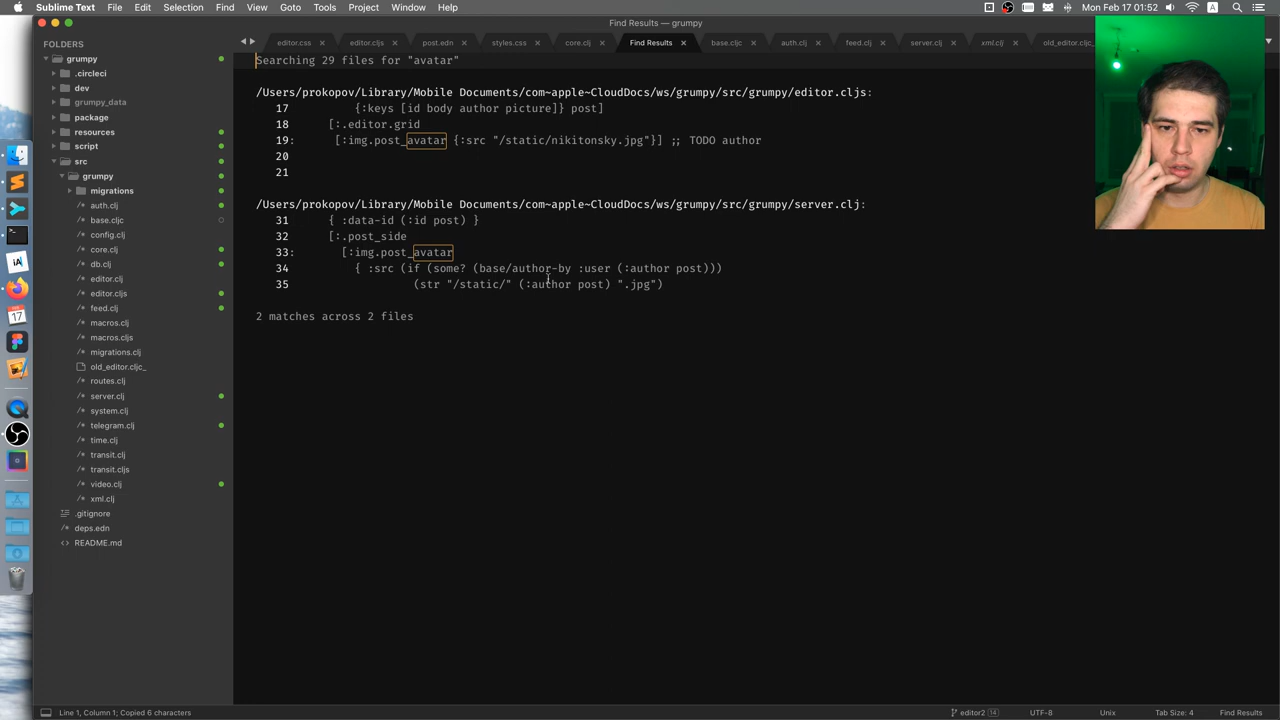 Sublime Text File Edit Selection Find View Goto Tools Project Window Help
A
Mon Feb 17 01:52
Find Results — grumpy
editor.css
editor.cljs
post.edn
styles.css
core.clj
Find Results
base.cljc
auth.clj
feed.clj
server.clj
xml.clj
old_editor.cljc_
FOLDERS
grumpy
.circleci
dev
grumpy_data
package
resources
script
src
grumpy
migrations
auth.clj
base.cljc
config.clj
core.clj
db.clj
editor.clj
editor.cljs
feed.clj
macros.clj
macros.cljs
migrations.clj
old_editor.cljc_
routes.clj
server.clj
system.clj
telegram.clj
time.clj
transit.clj
transit.cljs
video.clj
xml.clj
.gitignore
deps.edn
README.md
Searching 29 files for "avatar"
/Users/prokopov/Library/Mobile Documents/com~apple~CloudDocs/ws/grumpy/src/grumpy/editor.cljs:
17 {:keys [id body author picture]} post]
18 [:.editor.grid
19: [:img.post_avatar {:src "/static/nikitonsky.jpg"}] ;; TODO author
20
21
/Users/prokopov/Library/Mobile Documents/com~apple~CloudDocs/ws/grumpy/src/grumpy/server.clj:
31 { :data-id (:id post) }
32 [:.post_side
33: [:img.post_avatar
34 { :src (if (some? (base/author-by :user (:author post)))
35 (str "/static/" (:author post) ".jpg")
2 matches across 2 files
Line 1, Column 1; Copied 6 characters
editor2 14
UTF-8
Unix
Tab Size: 4
Find Results